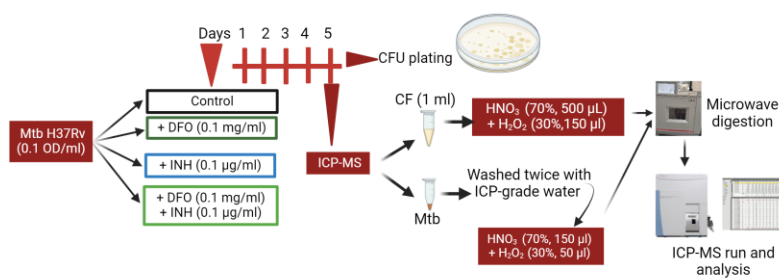 Days 1 2 3 4 5
CFU plating
Mtb H37Rv
(0.1 OD/ml)
Control
+ DFO (0.1 mg/ml)
+ INH (0.1 µg/ml)
+ DFO (0.1 mg/ml)
+ INH (0.1 µg/ml)
ICP-MS
CF (1 ml)
HNO₃ (70%, 500 µL)
+ H₂O₂ (30%,150 µl)
Microwave
digestion
Mtb
Washed twice with
ICP-grade water
HNO₃ (70%, 150 µl)
+ H₂O₂ (30%, 50 µl)
ICP-MS run and
analysis